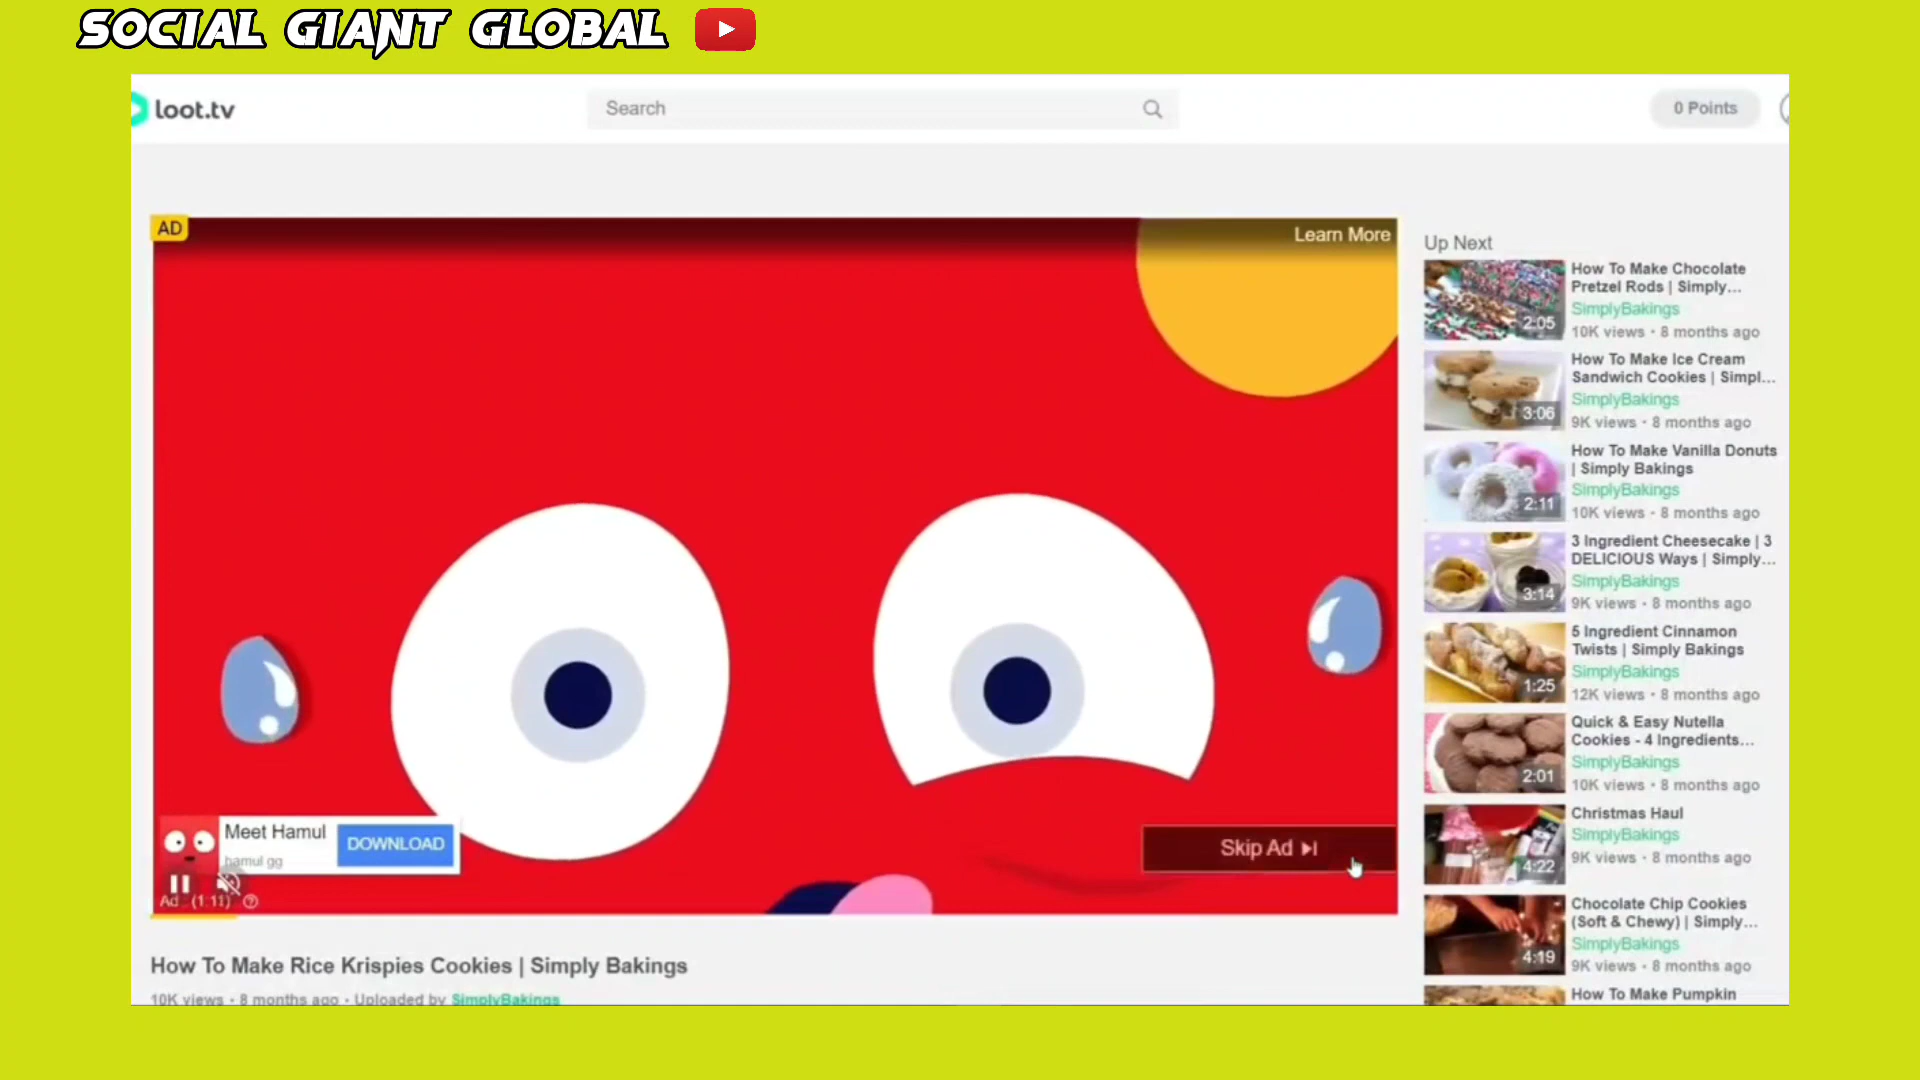 SOCIAL GIANT GLOBAL
loot.tv
Search
0 Points
AD
Learn More
Meet Hamul
hamul gg
DOWNLOAD
Skip Ad
Ad : (1:11)
How To Make Rice Krispies Cookies | Simply Bakings
10K views • 8 months ago • Uploaded by SimplyBakings
Up Next
2:05
How To Make Chocolate
Pretzel Rods | Simply...
SimplyBakings
10K views • 8 months ago
3:06
How To Make Ice Cream
Sandwich Cookies | Simpl...
SimplyBakings
9K views • 8 months ago
2:11
How To Make Vanilla Donuts
| Simply Bakings
SimplyBakings
10K views • 8 months ago
3:14
3 Ingredient Cheesecake | 3
DELICIOUS Ways | Simply...
SimplyBakings
9K views • 8 months ago
1:25
5 Ingredient Cinnamon
Twists | Simply Bakings
SimplyBakings
12K views • 8 months ago
2:01
Quick & Easy Nutella
Cookies - 4 Ingredients...
SimplyBakings
10K views • 8 months ago
4:22
Christmas Haul
SimplyBakings
9K views • 8 months ago
4:19
Chocolate Chip Cookies
(Soft & Chewy) | Simply...
SimplyBakings
9K views • 8 months ago
How To Make Pumpkin